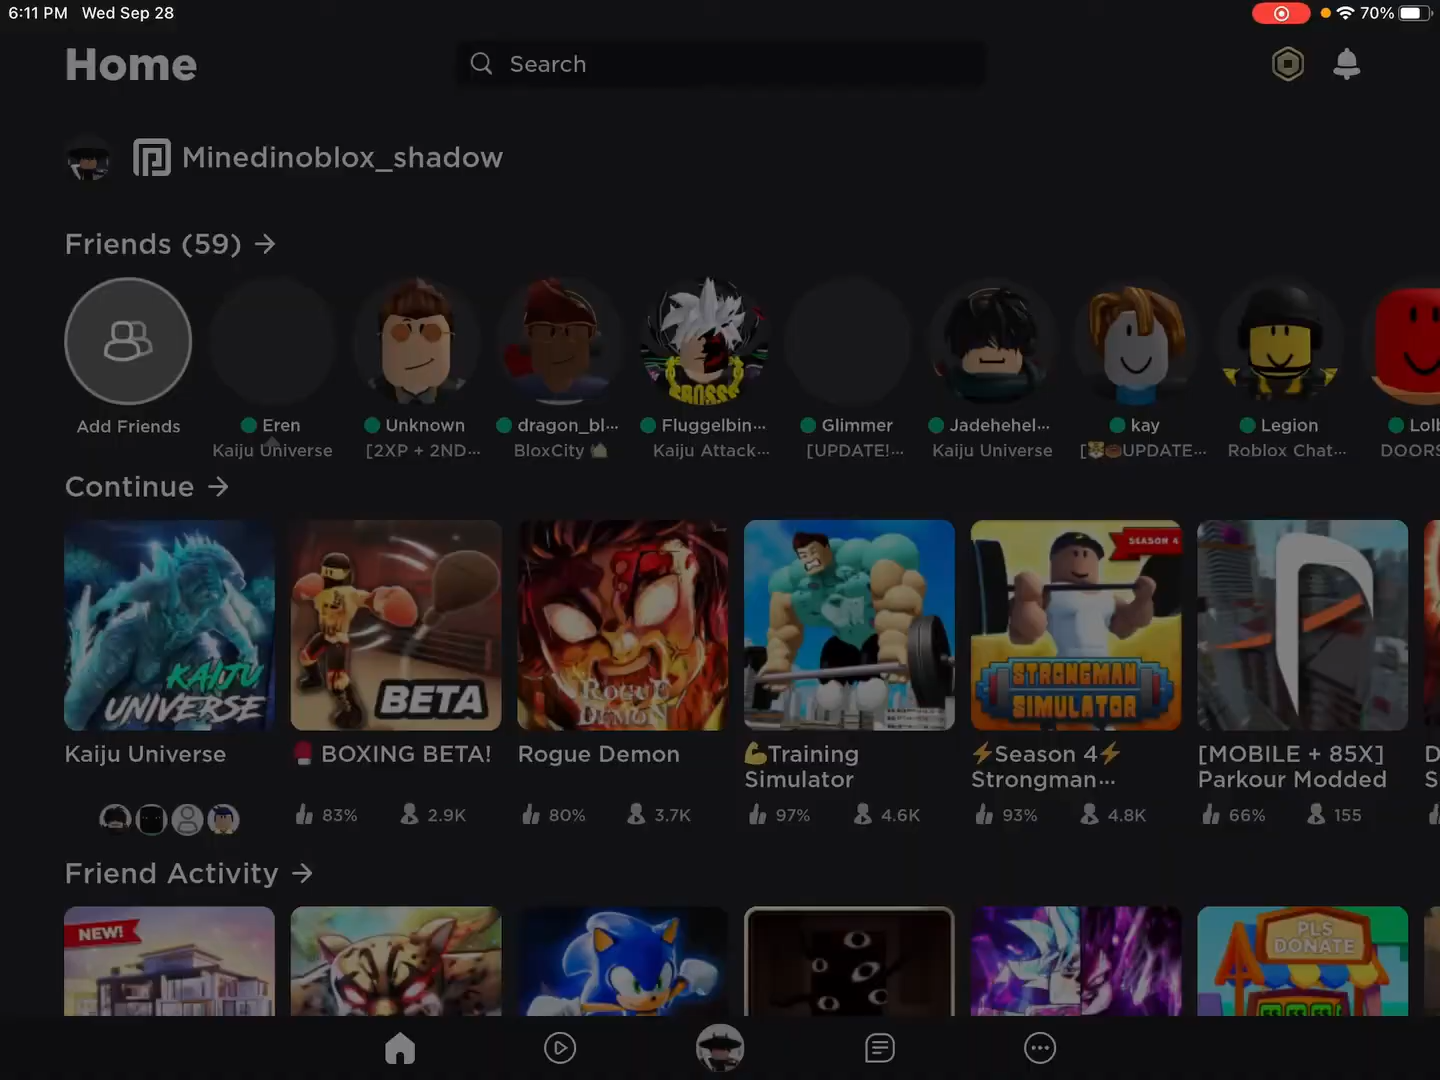 6:11 PM Wed Sep 28 70%
Home
Search
Minedinoblox_shadow
Friends (59)
Add Friends
Eren
Kaiju Universe
Unknown
[2XP + 2ND...
dragon_bl...
BloxCity
Fluggelbin...
Kaiju Attack...
Glimmer
[UPDATE!...
Jadehehel...
Kaiju Universe
kay
[🐯🍩UPDATE...
Legion
Roblox Chat...
Lolb
DOORS
Continue
KAIJU
UNIVERSE
BETA
ROGUE
DEMON
SEASON 4
STRONGMAN
SIMULATOR
Kaiju Universe
🥊 BOXING BETA!
Rogue Demon
💪Training
Simulator
⚡Season 4⚡
Strongman...
[MOBILE + 85X]
Parkour Modded
D
S
83% 2.9K
80% 3.7K
97% 4.6K
93% 4.8K
66% 155
Friend Activity
NEW!
PLS
DONATE